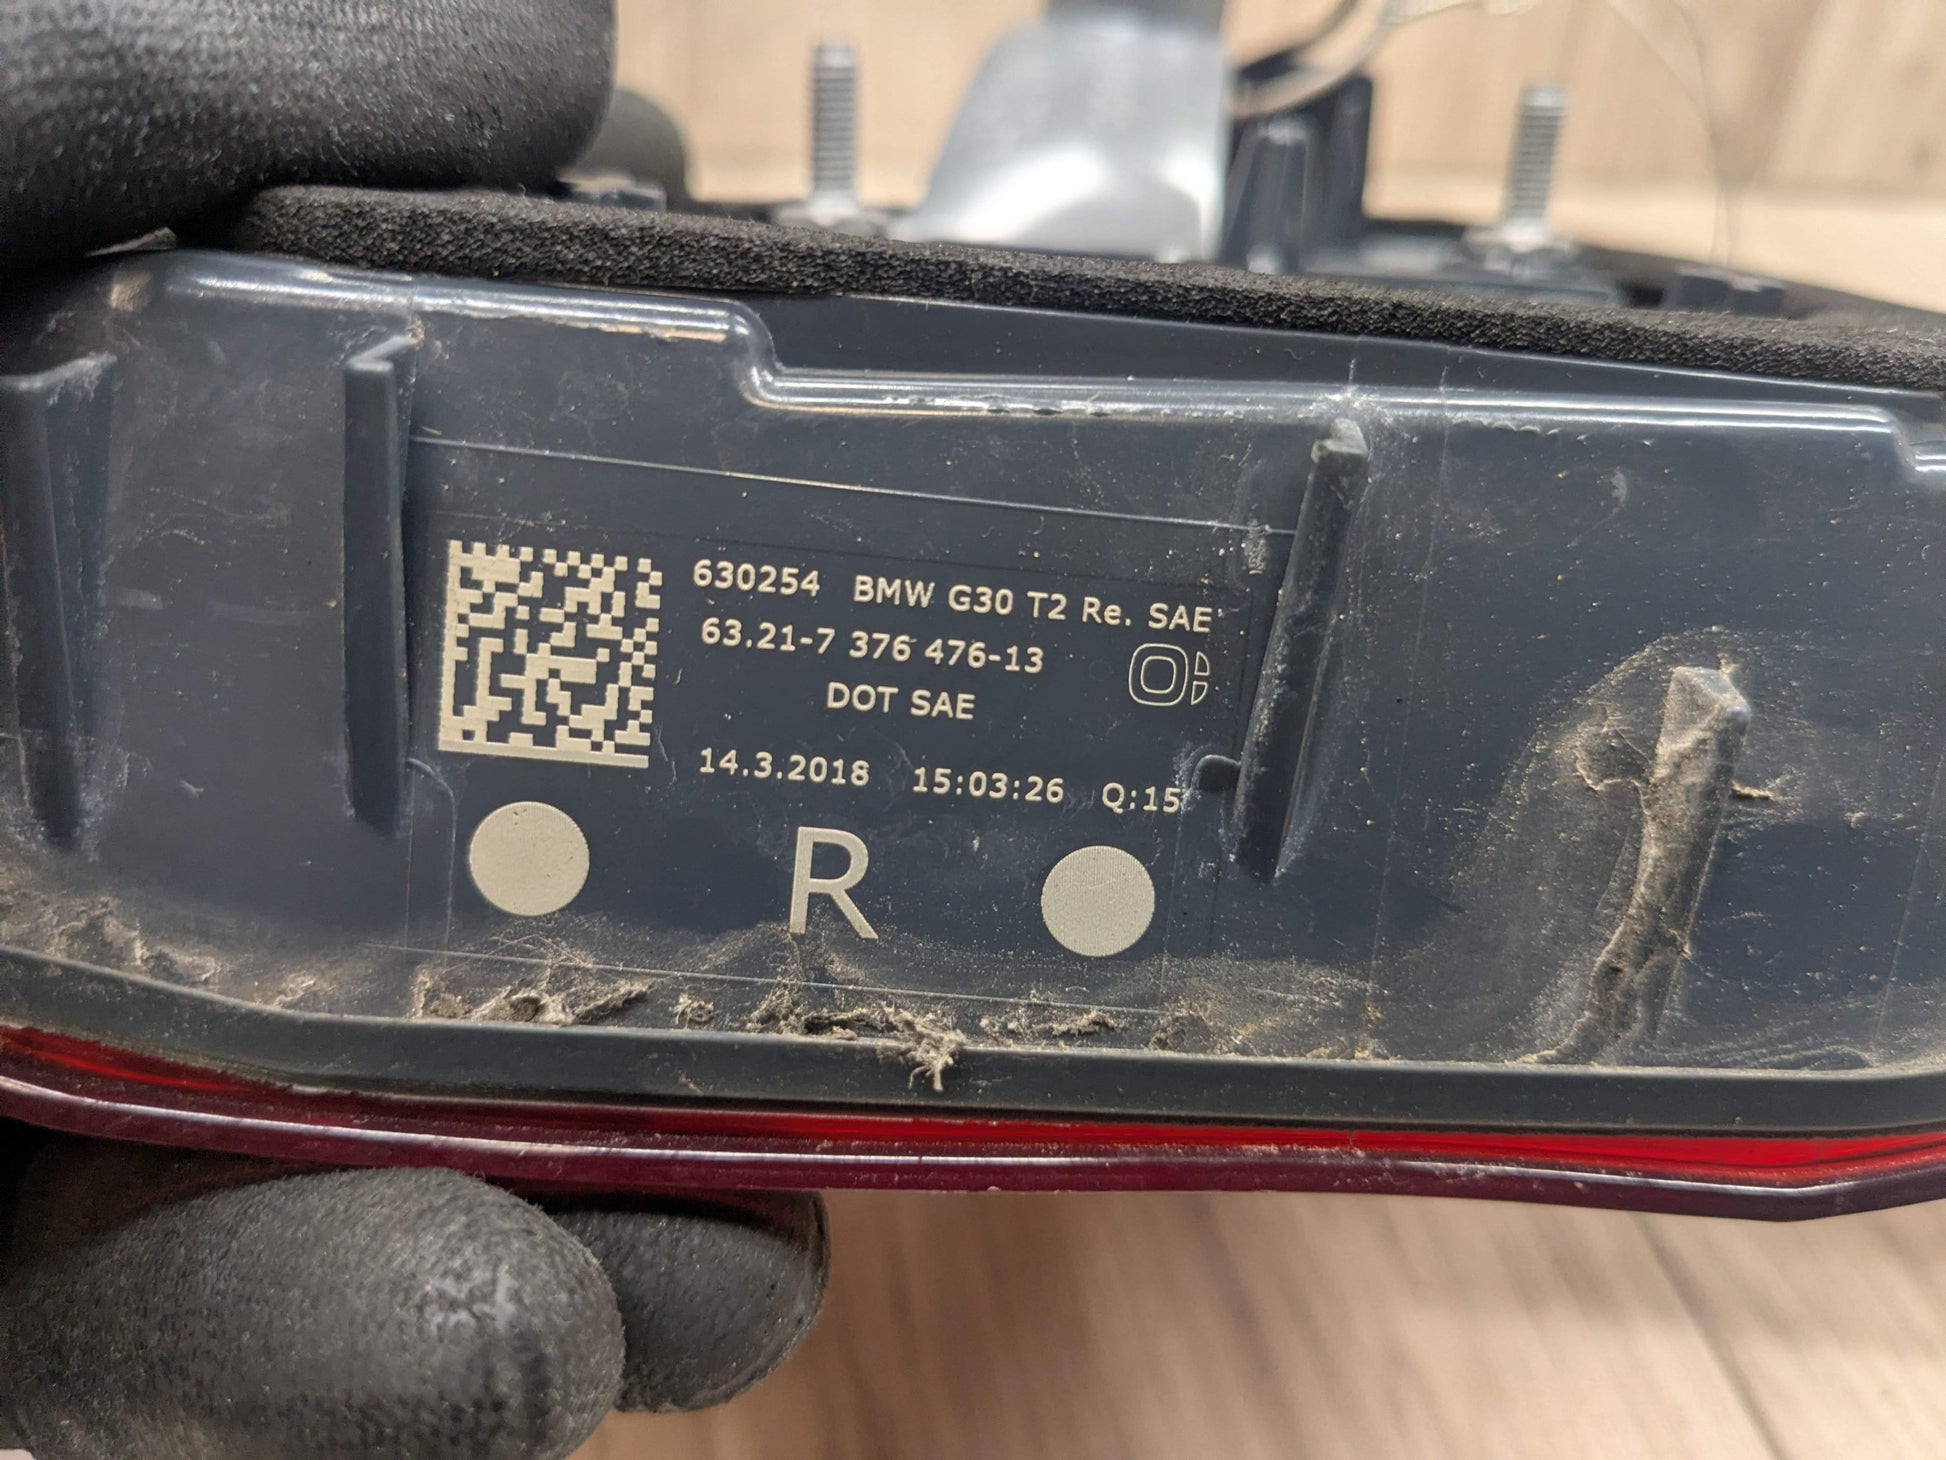 630254 BMW G30 T2 Re. SAE
63.21-7 376 476-13
DOT SAE
14.3.2018 15:03:26 Q:15
R